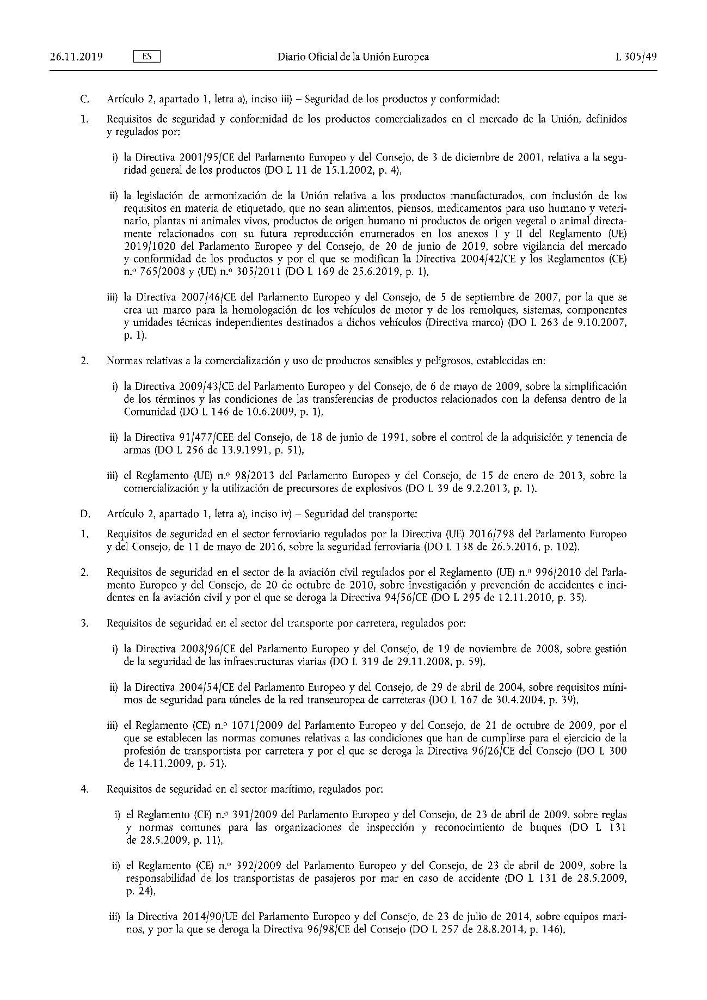 26.11.2019
ES
Diario Oficial de la Unión Europea
L 305/49
C. Artículo 2, apartado 1, letra a), inciso iii) – Seguridad de los productos y conformidad:
1. Requisitos de seguridad y conformidad de los productos comercializados en el mercado de la Unión, definidos
y regulados por:
i) la Directiva 2001/95/CE del Parlamento Europeo y del Consejo, de 3 de diciembre de 2001, relativa a la segu-
ridad general de los productos (DO L 11 de 15.1.2002, p. 4),
ii) la legislación de armonización de la Unión relativa a los productos manufacturados, con inclusión de los
requisitos en materia de etiquetado, que no sean alimentos, piensos, medicamentos para uso humano y veteri-
nario, plantas ni animales vivos, productos de origen humano ni productos de origen vegetal o animal directa-
mente relacionados con su futura reproducción enumerados en los anexos I y II del Reglamento (UE)
2019/1020 del Parlamento Europeo y del Consejo, de 20 de junio de 2019, sobre vigilancia del mercado
y conformidad de los productos y por el que se modifican la Directiva 2004/42/CE y los Reglamentos (CE)
n.º 765/2008 y (UE) n.º 305/2011 (DO L 169 de 25.6.2019, p. 1),
iii) la Directiva 2007/46/CE del Parlamento Europeo y del Consejo, de 5 de septiembre de 2007, por la que se
crea un marco para la homologación de los vehículos de motor y de los remolques, sistemas, componentes
y unidades técnicas independientes destinados a dichos vehículos (Directiva marco) (DO L 263 de 9.10.2007,
p. 1).
2. Normas relativas a la comercialización y uso de productos sensibles y peligrosos, establecidas en:
i) la Directiva 2009/43/CE del Parlamento Europeo y del Consejo, de 6 de mayo de 2009, sobre la simplificación
de los términos y las condiciones de las transferencias de productos relacionados con la defensa dentro de la
Comunidad (DO L 146 de 10.6.2009, p. 1),
ii) la Directiva 91/477/CEE del Consejo, de 18 de junio de 1991, sobre el control de la adquisición y tenencia de
armas (DO L 256 de 13.9.1991, p. 51),
iii) el Reglamento (UE) n.º 98/2013 del Parlamento Europeo y del Consejo, de 15 de enero de 2013, sobre la
comercialización y la utilización de precursores de explosivos (DO L 39 de 9.2.2013, p. 1).
D. Artículo 2, apartado 1, letra a), inciso iv) – Seguridad del transporte:
1. Requisitos de seguridad en el sector ferroviario regulados por la Directiva (UE) 2016/798 del Parlamento Europeo
y del Consejo, de 11 de mayo de 2016, sobre la seguridad ferroviaria (DO L 138 de 26.5.2016, p. 102).
2. Requisitos de seguridad en el sector de la aviación civil regulados por el Reglamento (UE) n.º 996/2010 del Parla-
mento Europeo y del Consejo, de 20 de octubre de 2010, sobre investigación y prevención de accidentes e inci-
dentes en la aviación civil y por el que se deroga la Directiva 94/56/CE (DO L 295 de 12.11.2010, p. 35).
3. Requisitos de seguridad en el sector del transporte por carretera, regulados por:
i) la Directiva 2008/96/CE del Parlamento Europeo y del Consejo, de 19 de noviembre de 2008, sobre gestión
de la seguridad de las infraestructuras viarias (DO L 319 de 29.11.2008, p. 59),
ii) la Directiva 2004/54/CE del Parlamento Europeo y del Consejo, de 29 de abril de 2004, sobre requisitos míni-
mos de seguridad para túneles de la red transeuropea de carreteras (DO L 167 de 30.4.2004, p. 39),
iii) el Reglamento (CE) n.º 1071/2009 del Parlamento Europeo y del Consejo, de 21 de octubre de 2009, por el
que se establecen las normas comunes relativas a las condiciones que han de cumplirse para el ejercicio de la
profesión de transportista por carretera y por el que se deroga la Directiva 96/26/CE del Consejo (DO L 300
de 14.11.2009, p. 51).
4. Requisitos de seguridad en el sector marítimo, regulados por:
i) el Reglamento (CE) n.º 391/2009 del Parlamento Europeo y del Consejo, de 23 de abril de 2009, sobre reglas
y normas comunes para las organizaciones de inspección y reconocimiento de buques (DO L 131
de 28.5.2009, p. 11),
ii) el Reglamento (CE) n.º 392/2009 del Parlamento Europeo y del Consejo, de 23 de abril de 2009, sobre la
responsabilidad de los transportistas de pasajeros por mar en caso de accidente (DO L 131 de 28.5.2009,
p. 24),
iii) la Directiva 2014/90/UE del Parlamento Europeo y del Consejo, de 23 de julio de 2014, sobre equipos mari-
nos, y por la que se deroga la Directiva 96/98/CE del Consejo (DO L 257 de 28.8.2014, p. 146),